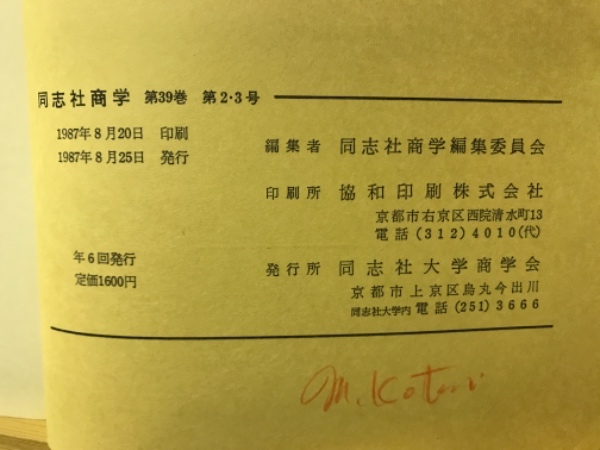 同志社商学 第39巻 第2・3号
1987年8月20日 印刷
1987年8月25日 発行
編集者 同志社商学編集委員会
印刷所 協和印刷株式会社
京都市右京区西院清水町13
電話(312)4010(代)
年6回発行
定価1600円
発行所 同志社大学商学会
京都市上京区烏丸今出川
同志社大学内 電話(251)3666